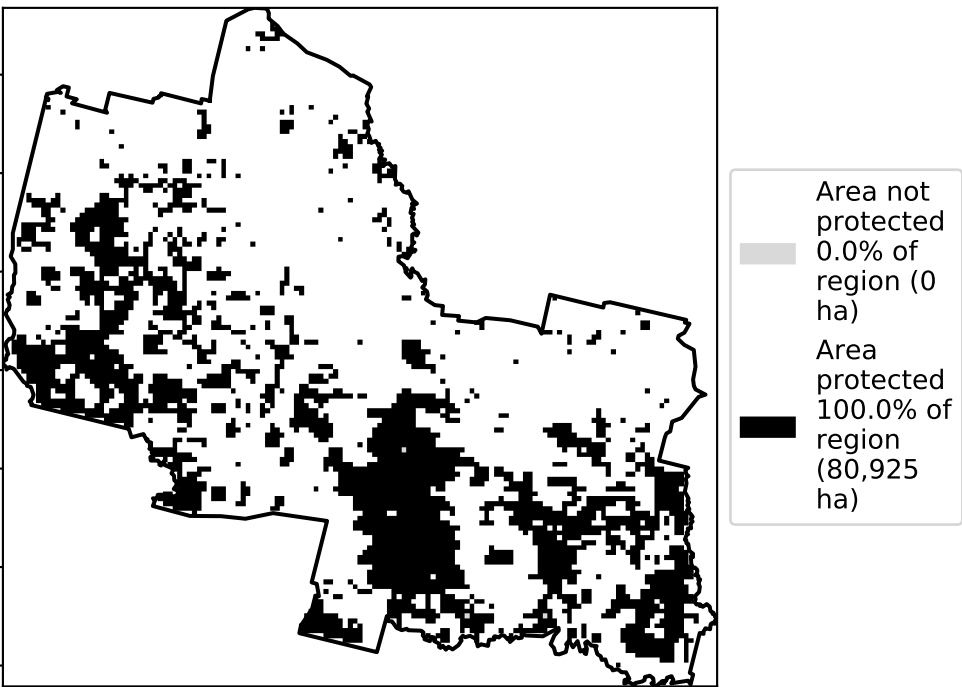 Area not
protected
0.0% of
region (0
ha)
Area
protected
100.0% of
region
(80,925
ha)